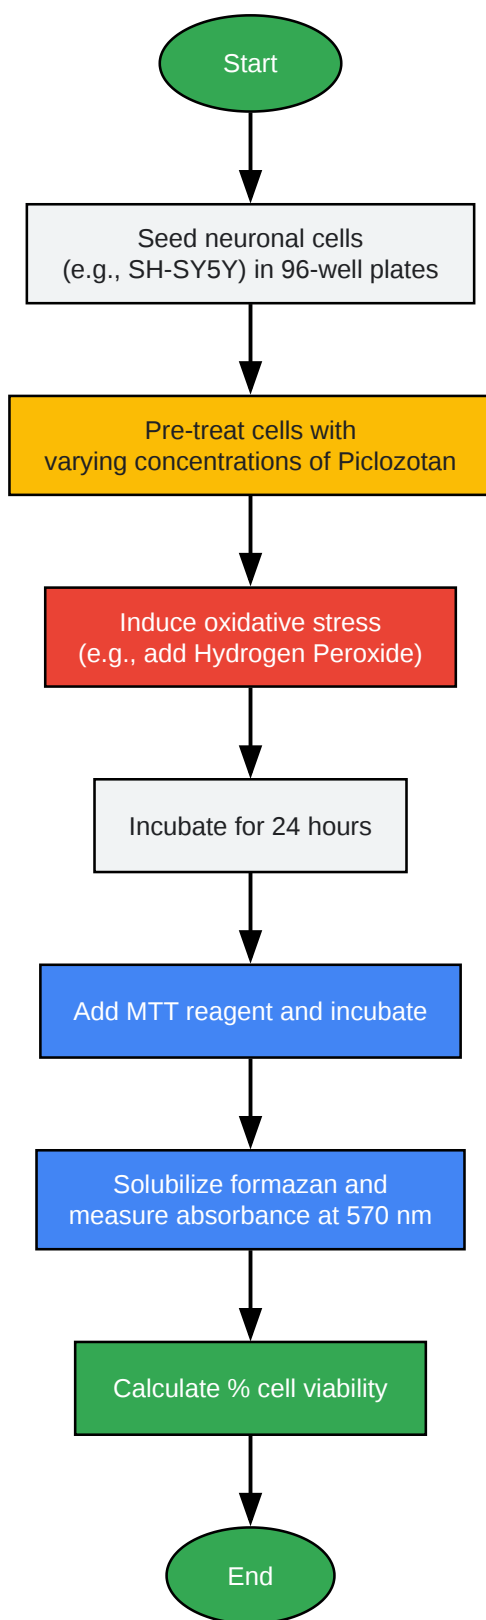 Start
Seed neuronal cells
(e.g., SH-SY5Y) in 96-well plates
Pre-treat cells with
varying concentrations of Piclozotan
Induce oxidative stress
(e.g., add Hydrogen Peroxide)
Incubate for 24 hours
Add MTT reagent and incubate
Solubilize formazan and
measure absorbance at 570 nm
Calculate % cell viability
End